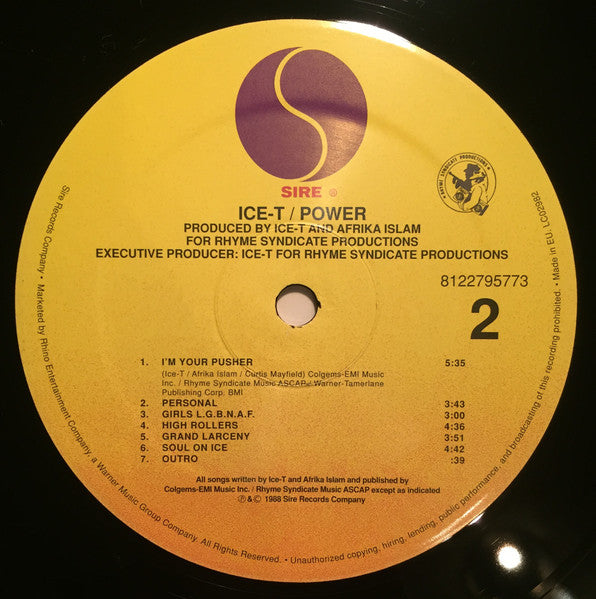 SIRE ®
RHYME SYNDICATE PRODUCTIONS
ICE-T / POWER
PRODUCED BY ICE-T AND AFRIKA ISLAM
FOR RHYME SYNDICATE PRODUCTIONS
EXECUTIVE PRODUCER: ICE-T FOR RHYME SYNDICATE PRODUCTIONS
8122795773
2
1. I'M YOUR PUSHER 5:35
(Ice-T / Afrika Islam / Curtis Mayfield) Colgems-EMI Music
Inc. / Rhyme Syndicate Music ASCAP / Warner-Tamerlane
Publishing Corp. BMI
2. PERSONAL 3:43
3. GIRLS L.G.B.N.A.F. 3:00
4. HIGH ROLLERS 4:36
5. GRAND LARCENY 3:51
6. SOUL ON ICE 4:42
7. OUTRO :39
All songs written by Ice-T and Afrika Islam and published by
Colgems-EMI Music Inc. / Rhyme Syndicate Music ASCAP except as indicated
℗&© 1988 Sire Records Company
Sire Records Company • Marketed by Rhino Entertainment Company, a Warner Music Group Company. All Rights Reserved. • Unauthorized copying, hiring, lending, public performance, and broadcasting of this recording prohibited. • Made in EU. LC02982